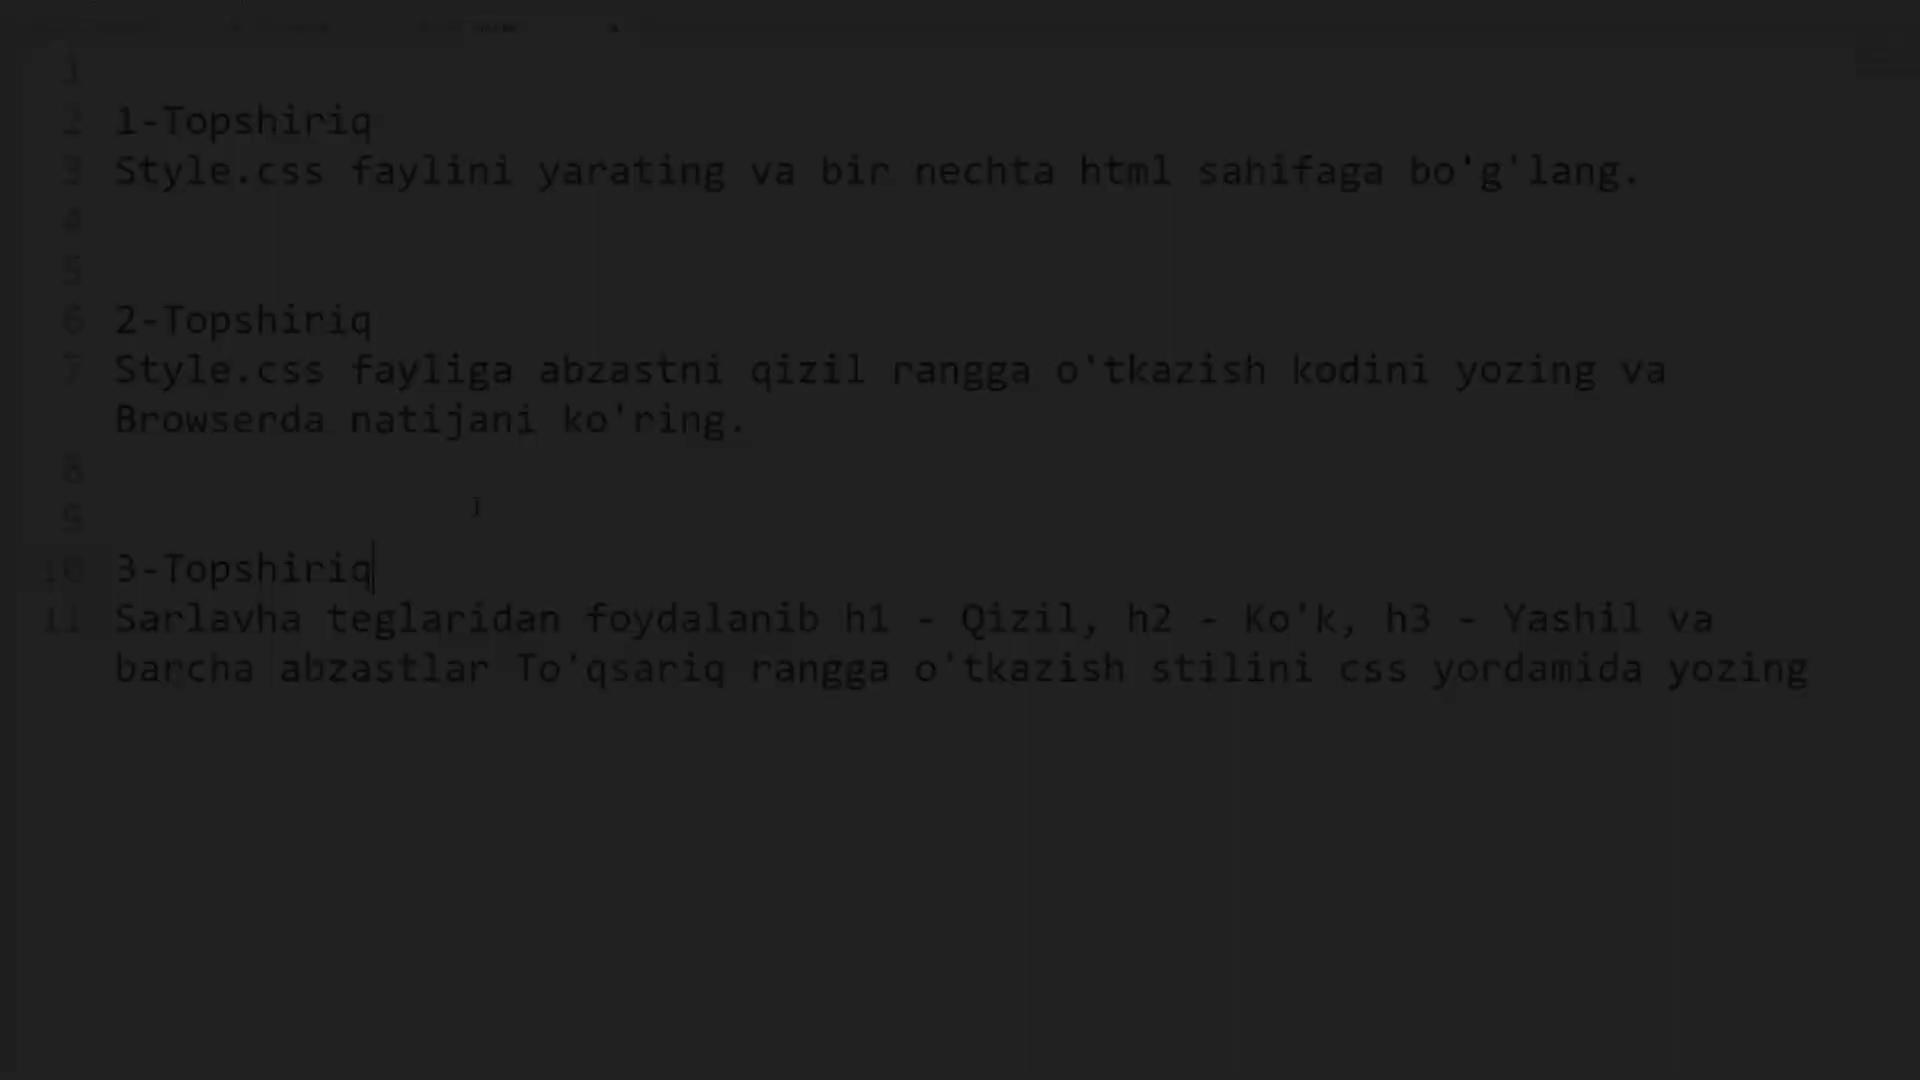 1-Topshiriq
Style.css faylini yarating va bir nechta html sahifaga bo'g'lang.
2-Topshiriq
Style.css fayliga abzastni qizil rangga o'tkazish kodini yozing va
Browserda natijani ko'ring.
3-Topshiriq
Sarlavha teglaridan foydalanib h1 - Qizil, h2 - Ko'k, h3 - Yashil va
barcha abzastlar To'qsariq rangga o'tkazish stilini css yordamida yozing